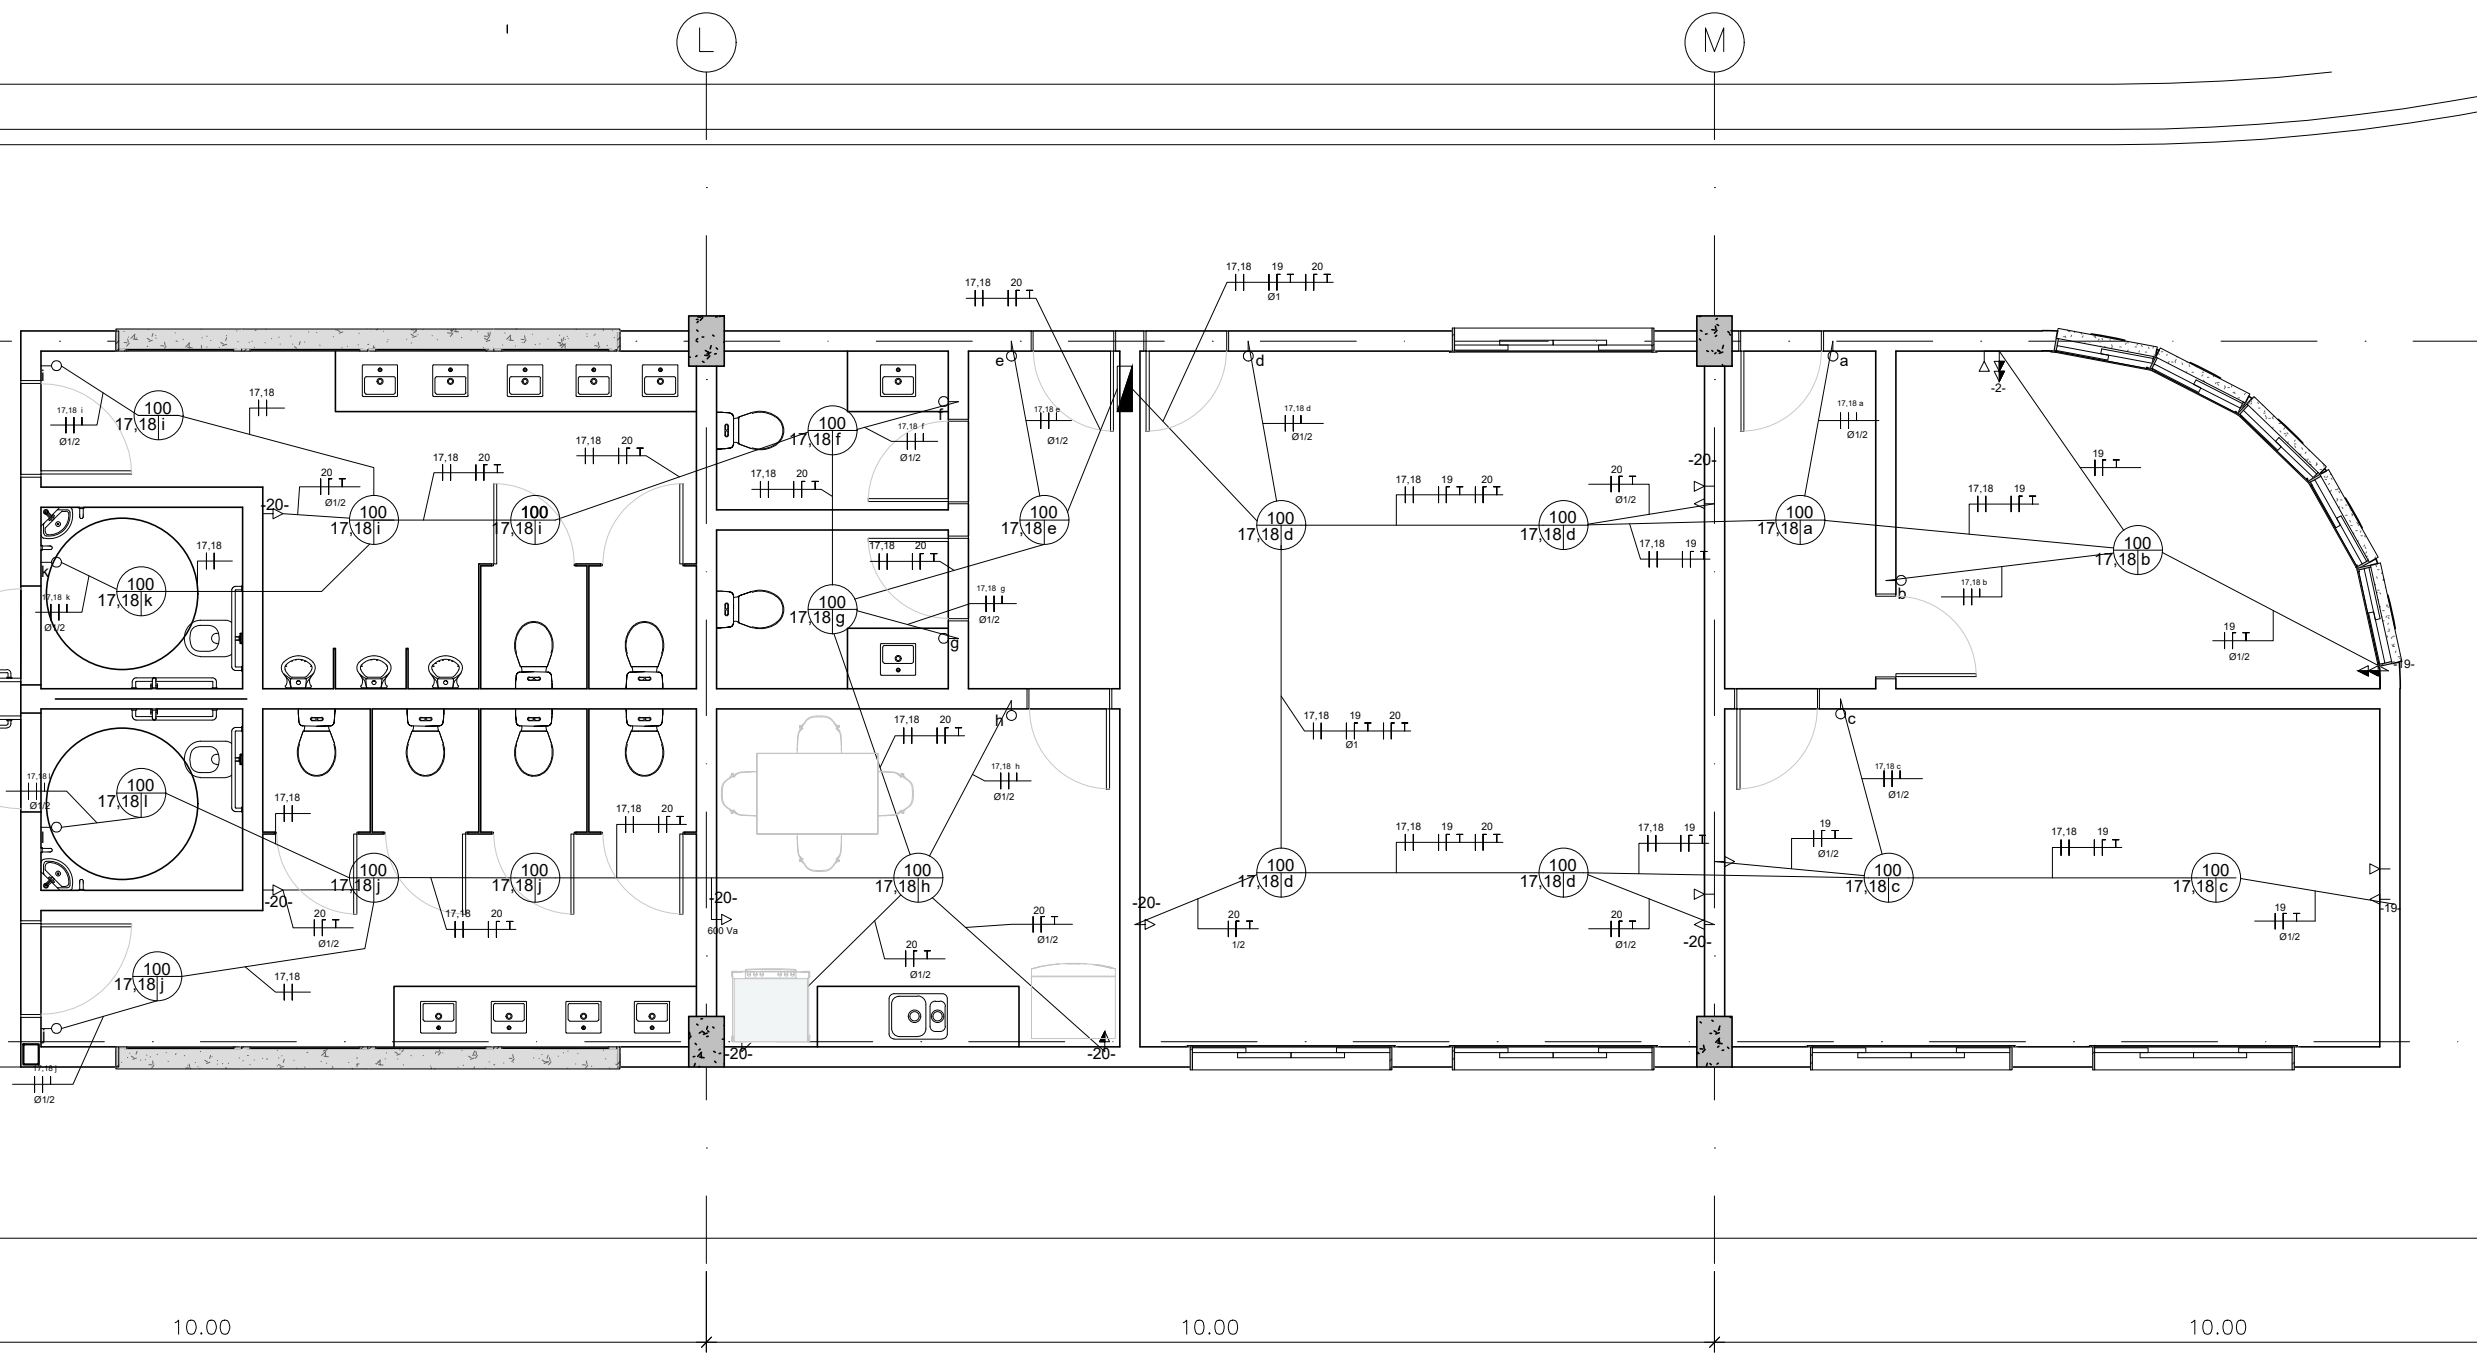 L
M
17,18 19 20
Ø1
17,18 20
e
d
a
-2-
100
17,18 i
17,18
17,18 i
Ø1/2
100
17,18 f
f
17,18 f
Ø1/2
17,18 e
Ø1/2
17,18 d
Ø1/2
17,18 a
Ø1/2
17,18 20
17,18 20
20
Ø1/2
-20-
17,18 20
-20-
19
20
Ø1/2
17,18 19 20
17,18 19
100
17,18 i
100
17,18 i
100
17,18 e
100
17,18 d
100
17,18 d
100
17,18 a
100
17,18 b
17,18
17,18 20
17,18 19
k
100
17,18 k
17,18 k
Ø1/2
100
17,18 g
17,18 g
Ø1/2
g
17,18 b
b
19
Ø1/2
-19-
h
c
17,18 20
17,18 19 20
Ø1
17,18 h
Ø1/2
17,18 c
Ø1/2
100
17,18 l
17,18 l
Ø1/2
17,18
17,18 20
17,18 19 20
17,18 19
19
Ø1/2
17,18 19
100
17,18 j
100
17,18 j
100
17,18 h
100
17,18 d
100
17,18 d
100
17,18 c
100
17,18 c
-20-
20
Ø1/2
17,18 20
-20-
600 Va
20
Ø1/2
-20-
20
1/2
20
Ø1/2
-20-
19
Ø1/2
-19-
20
Ø1/2
100
17,18 j
17,18
-20-
-20-
17,18 j
Ø1/2
10.00
10.00
10.00